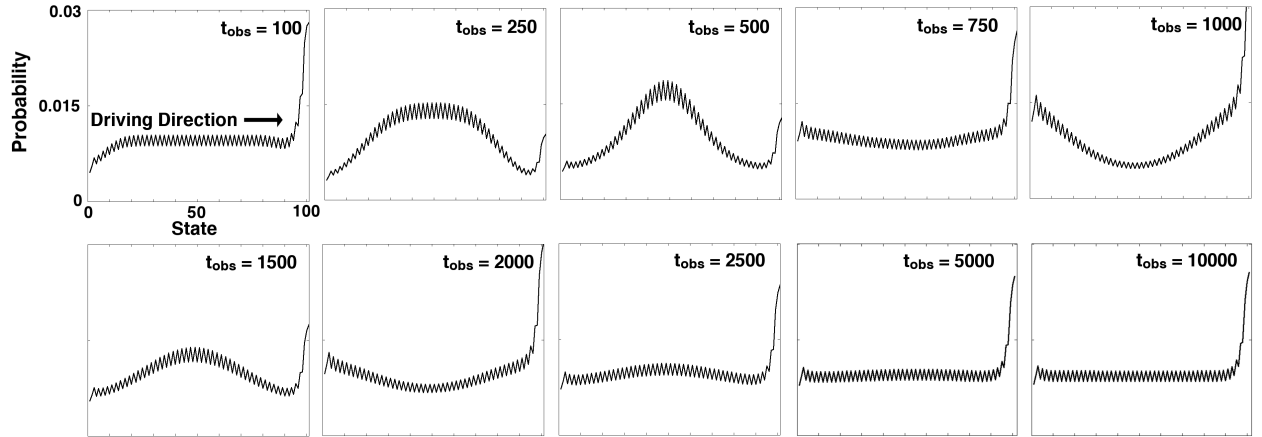 0.03
t_obs = 100
t_obs = 250
t_obs = 500
t_obs = 750
t_obs = 1000
Probability
0.015
Driving Direction
0
0
50
100
State
t_obs = 1500
t_obs = 2000
t_obs = 2500
t_obs = 5000
t_obs = 10000